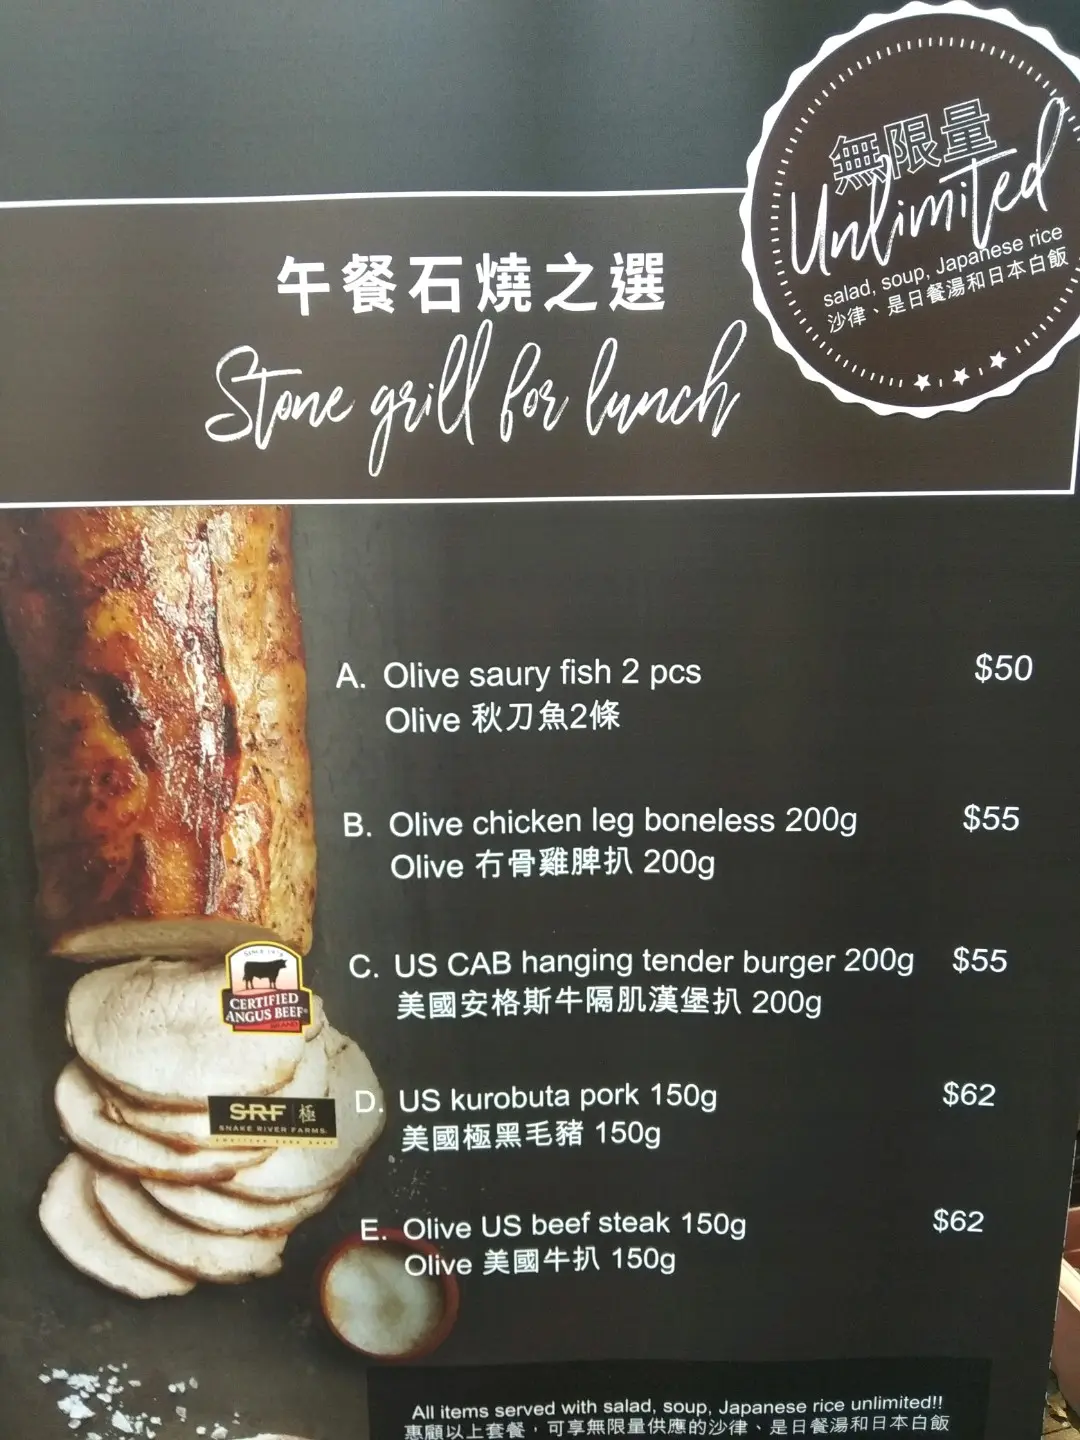 無限量
Unlimited
salad, soup, Japanese rice
沙律、是日餐湯和日本白飯
午餐石燒之選
Stone grill for lunch
A. Olive saury fish 2 pcs $50
Olive 秋刀魚2條
B. Olive chicken leg boneless 200g $55
Olive 冇骨雞脾扒 200g
C. US CAB hanging tender burger 200g $55
美國安格斯牛隔肌漢堡扒 200g
D. US kurobuta pork 150g $62
美國極黑毛豬 150g
E. Olive US beef steak 150g $62
Olive 美國牛扒 150g
SINCE 1978
CERTIFIED
ANGUS BEEF®
BRAND
SRF 極
SNAKE RIVER FARMS
All items served with salad, soup, Japanese rice unlimited!!
惠顧以上套餐，可享無限量供應的沙律、是日餐湯和日本白飯